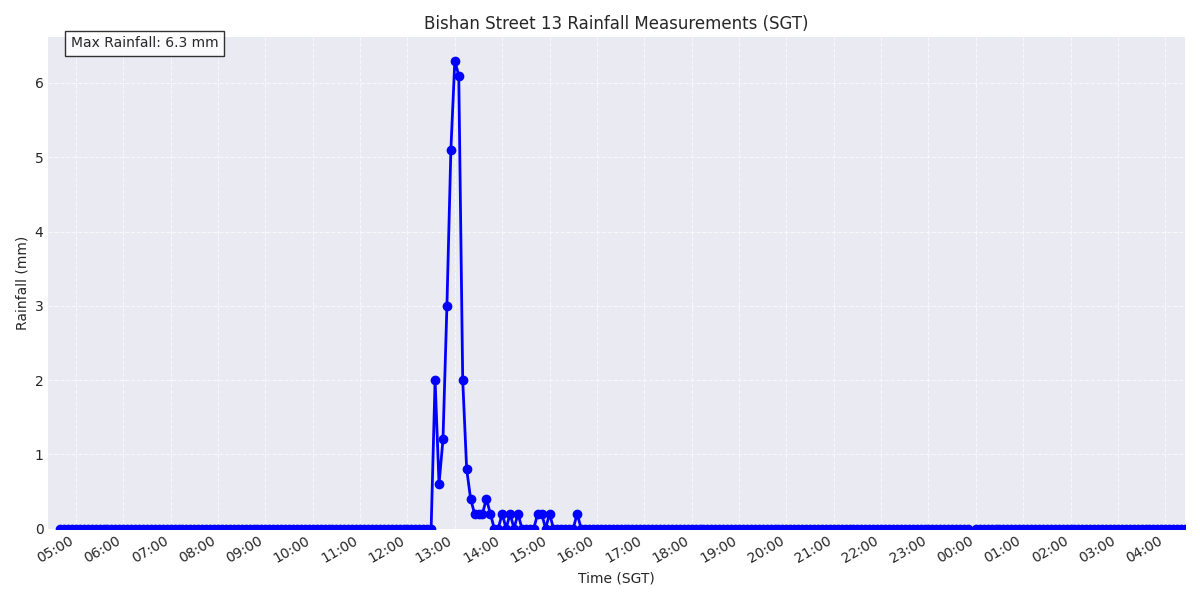 Bishan Street 13 Rainfall Measurements (SGT)
Max Rainfall: 6.3 mm
6
5
4
3
2
1
0
Rainfall (mm)
05:00 06:00 07:00 08:00 09:00 10:00 11:00 12:00 13:00 14:00 15:00 16:00 17:00 18:00 19:00 20:00 21:00 22:00 23:00 00:00 01:00 02:00 03:00 04:00
Time (SGT)